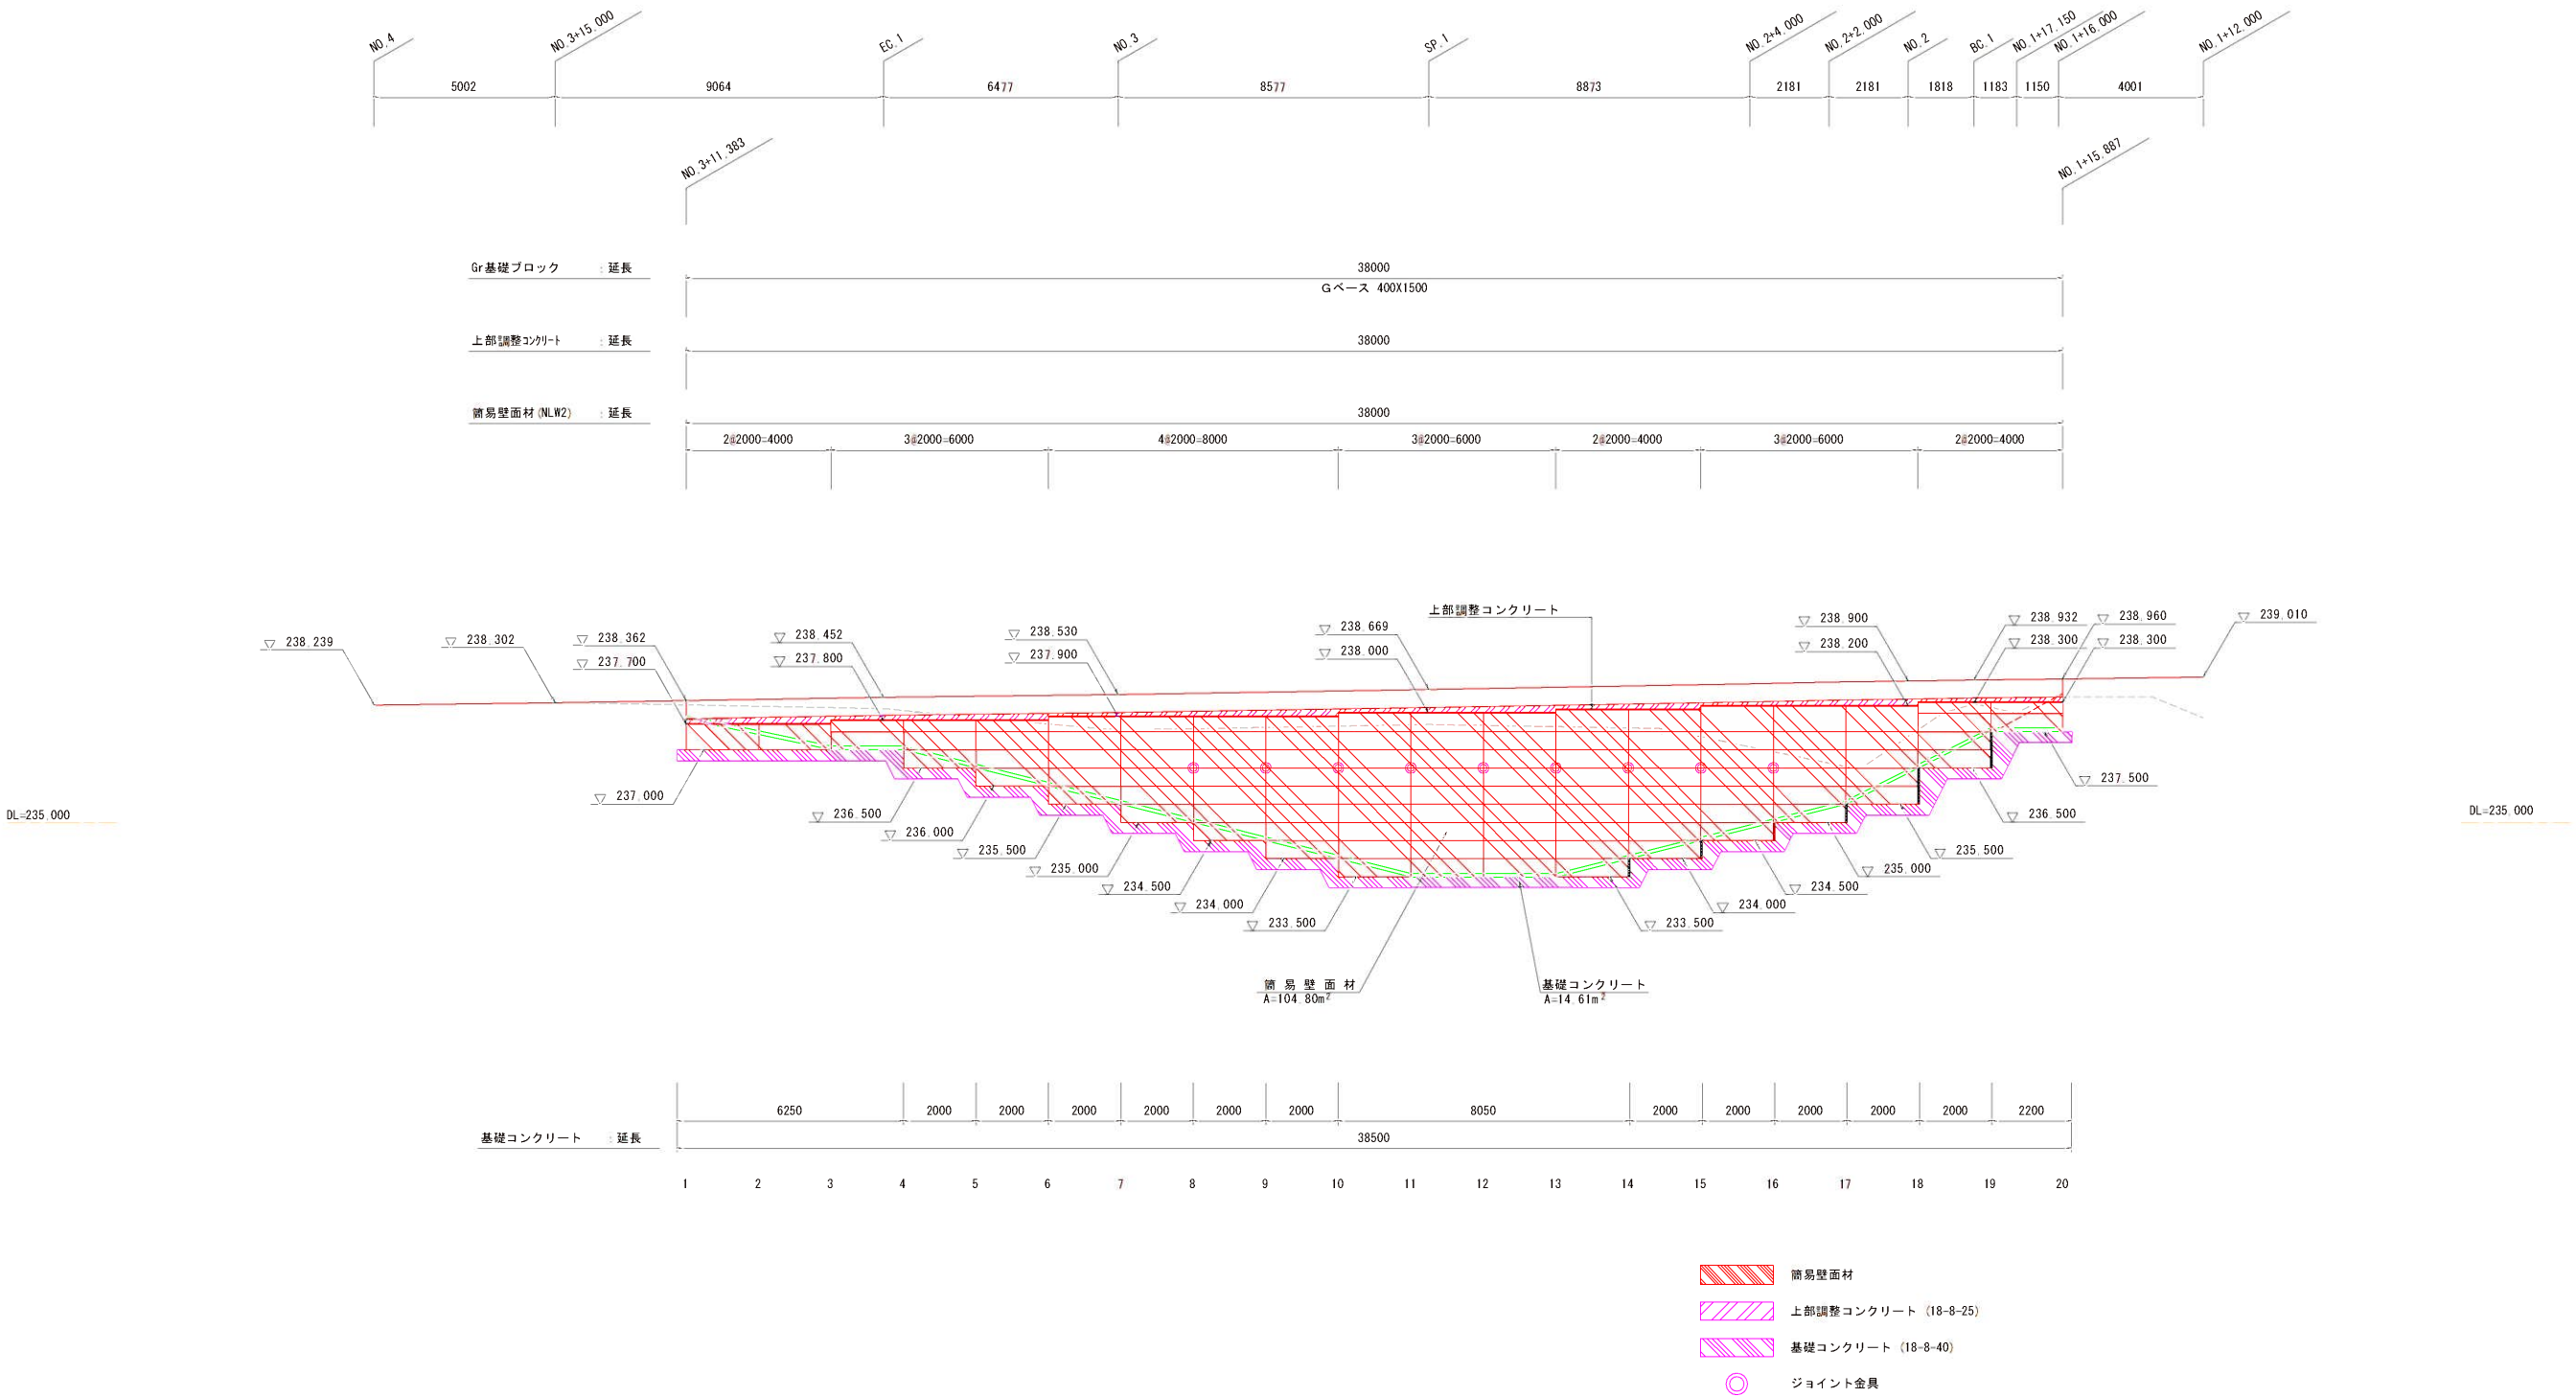 NO.4
NO.3+15.000
EC.1
NO.3
SP.1
NO.2+4.000
NO.2+2.000
NO.2
BC.1
NO.1+17.150
NO.1+16.000
NO.1+12.000
5002 9064 6477 8577 8873 2181 2181 1818 1183 1150 4001
NO.3+11.383
NO.1+15.887
Gr基礎ブロック :延長 38000
Gベース 400X1500
上部調整コンクリート :延長 38000
簡易壁面材(NLW2) :延長 38000
2@2000=4000 3@2000=6000 4@2000=8000 3@2000=6000 2@2000=4000 3@2000=6000 2@2000=4000
上部調整コンクリート
▽ 238.239
▽ 238.302
▽ 238.362
▽ 237.700
▽ 238.452
▽ 237.800
▽ 238.530
▽ 237.900
▽ 238.669
▽ 238.000
▽ 238.900
▽ 238.200
▽ 238.932
▽ 238.300
▽ 238.960
▽ 238.300
▽ 239.010
DL=235.000
▽ 237.000
▽ 236.500
▽ 236.000
▽ 235.500
▽ 235.000
▽ 234.500
▽ 234.000
▽ 233.500
▽ 233.500
▽ 234.000
▽ 234.500
▽ 235.000
▽ 235.500
▽ 236.500
▽ 237.500
DL=235.000
簡易壁面材
A=104.80m²
基礎コンクリート
A=14.61m²
6250 2000 2000 2000 2000 2000 2000 8050 2000 2000 2000 2000 2000 2200
基礎コンクリート :延長 38500
1 2 3 4 5 6 7 8 9 10 11 12 13 14 15 16 17 18 19 20
簡易壁面材
上部調整コンクリート (18-8-25)
基礎コンクリート (18-8-40)
ジョイント金具